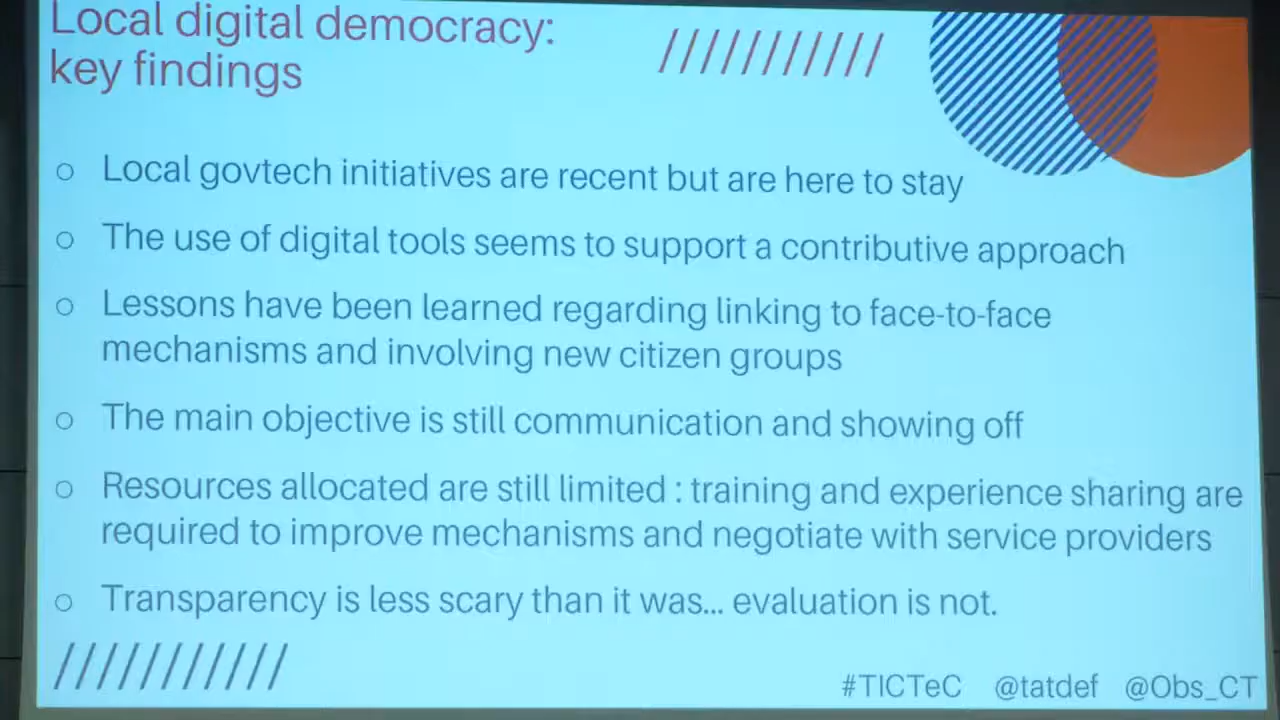 Local digital democracy:
key findings
Local govtech initiatives are recent but are here to stay
The use of digital tools seems to support a contributive approach
Lessons have been learned regarding linking to face-to-face
mechanisms and involving new citizen groups
The main objective is still communication and showing off
Resources allocated are still limited : training and experience sharing are
required to improve mechanisms and negotiate with service providers
Transparency is less scary than it was... evaluation is not.
#TICTeC @tatdef @Obs_CT